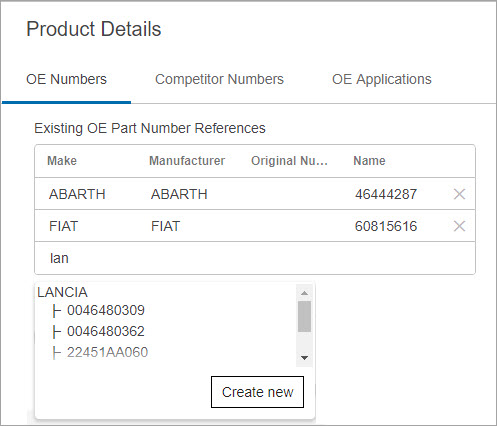 Product Details
OE Numbers Competitor Numbers OE Applications
Existing OE Part Number References
Make Manufacturer Original Nu... Name
ABARTH ABARTH 46444287
FIAT FIAT 60815616
lan
LANCIA
0046480309
0046480362
22451AA060
Create new